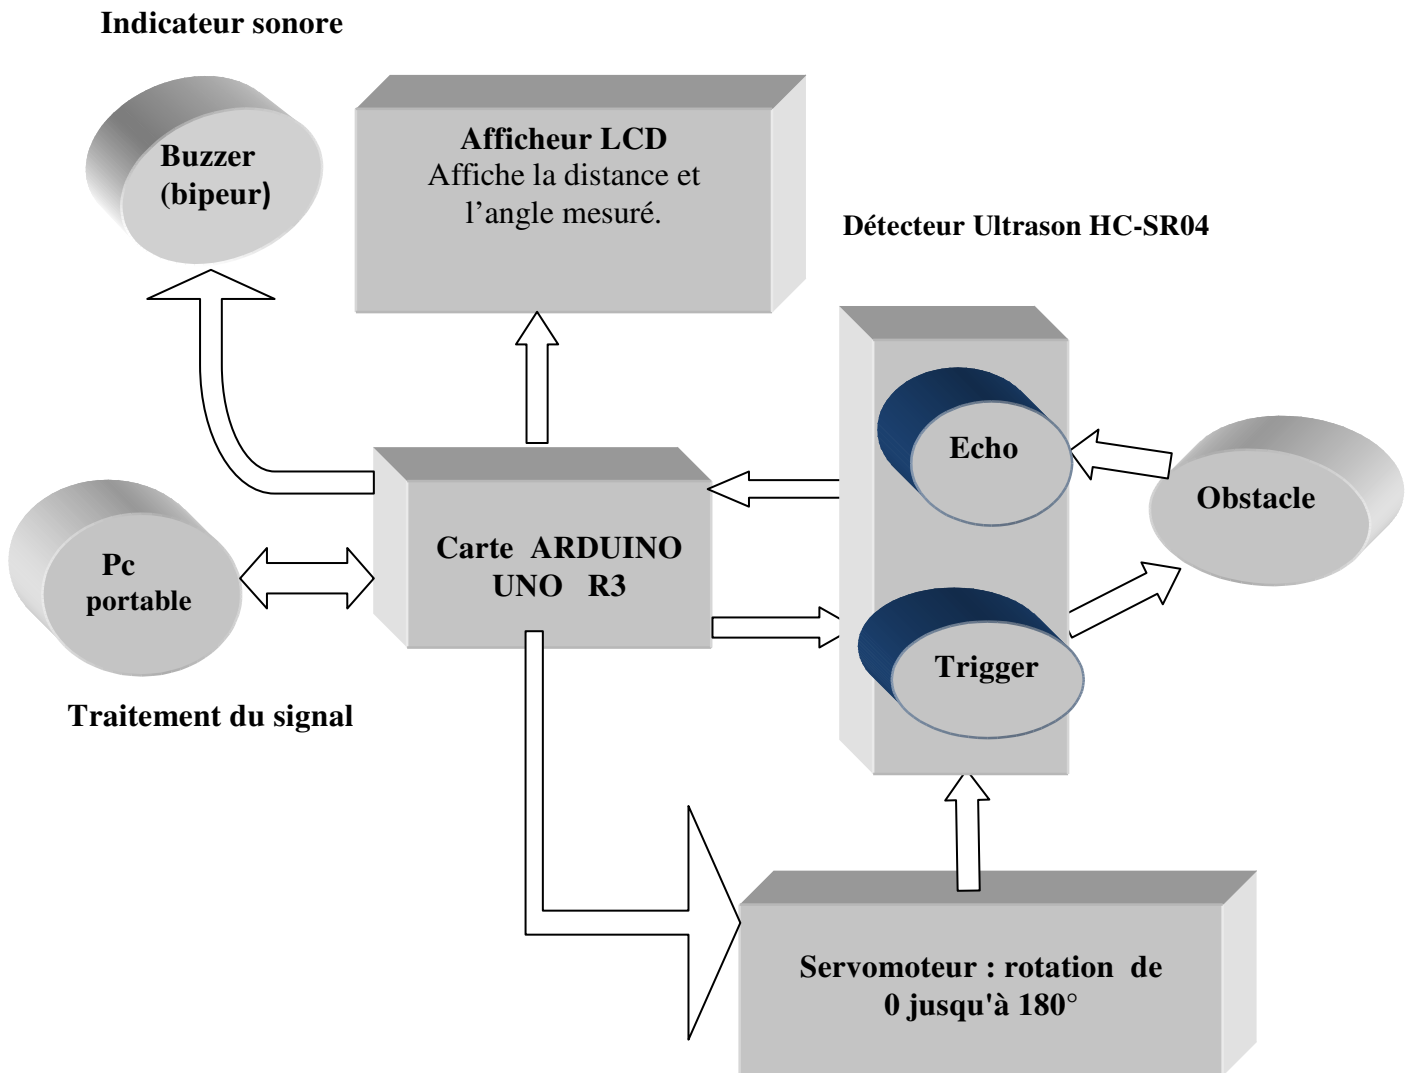 Indicateur sonore
Buzzer
(bipeur)
Afficheur LCD
Affiche la distance et
l’angle mesuré.
Détecteur Ultrason HC-SR04
Echo
Obstacle
Carte ARDUINO
UNO R3
Pc
portable
Trigger
Traitement du signal
Servomoteur : rotation de
0 jusqu'à 180°